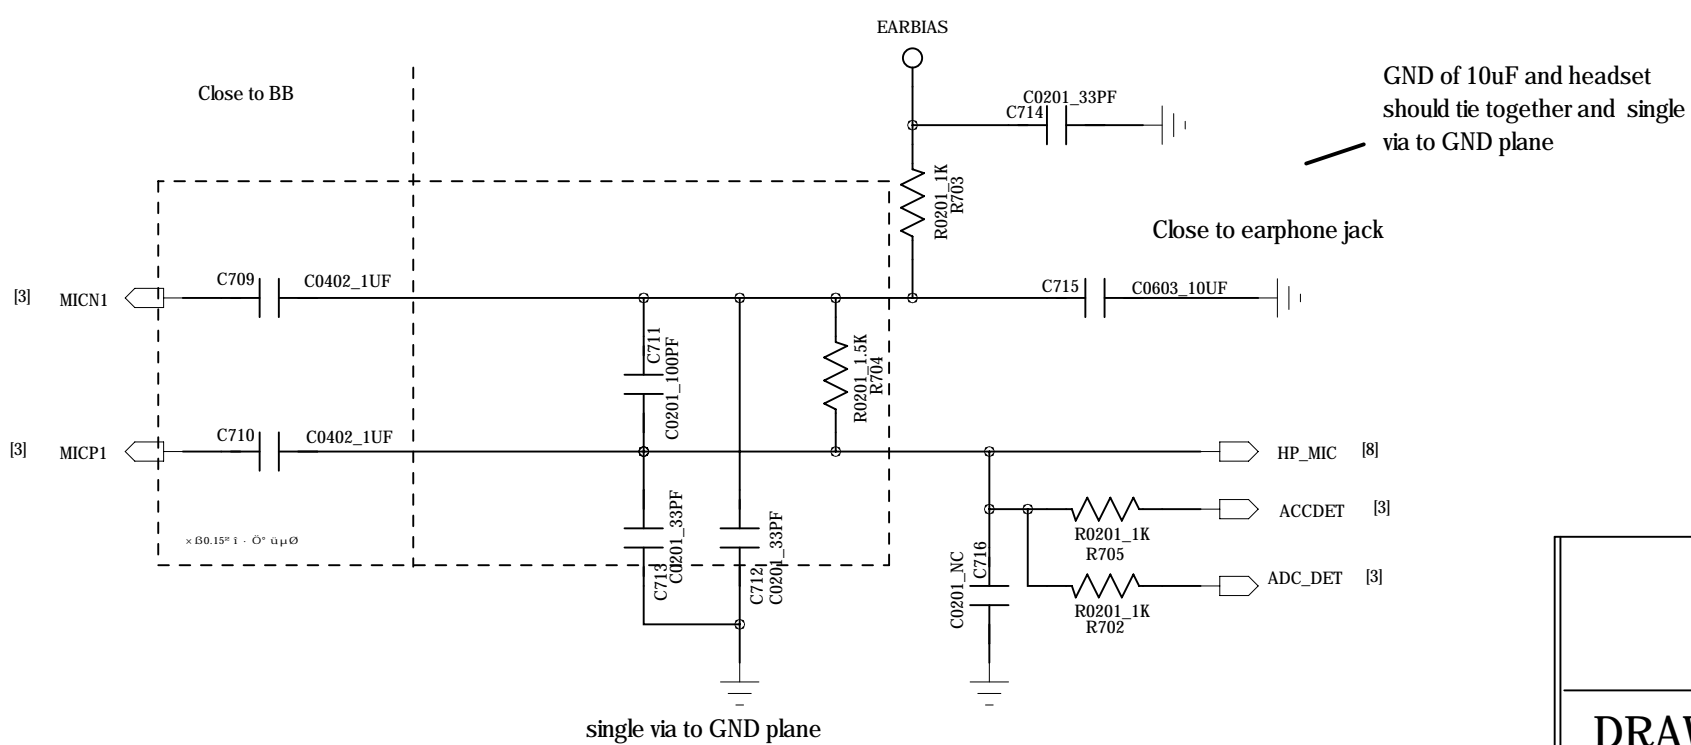 EARBIAS
Close to BB
GND of 10uF and headset
should tie together and single
via to GND plane
C0201_33PF
C714
R0201_1K
R703
Close to earphone jack
[3] MICN1
C709 C0402_1UF
C715 C0603_10UF
C711
C0201_100PF
R0201_1.5K
R704
[3] MICP1
C710 C0402_1UF
HP_MIC [8]
ACCDET [3]
R0201_1K
R705
ADC_DET [3]
R0201_1K
R702
C713
C0201_33PF
C712
C0201_33PF
C0201_NC
C716
single via to GND plane
DRAW